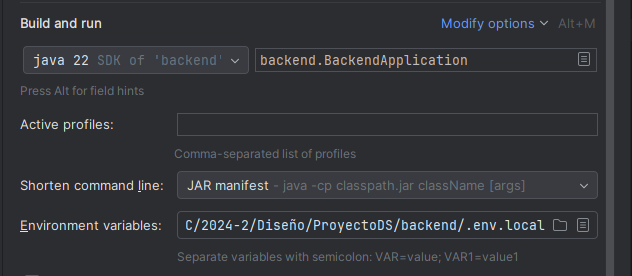 Build and run
Modify options Alt+M
java 22 SDK of 'backend' backend.BackendApplication
Press Alt for field hints
Active profiles:
Comma-separated list of profiles
Shorten command line: JAR manifest - java -cp classpath.jar className [args]
Environment variables: C/2024-2/Diseño/ProyectoDS/backend/.env.local
Separate variables with semicolon: VAR=value; VAR1=value1